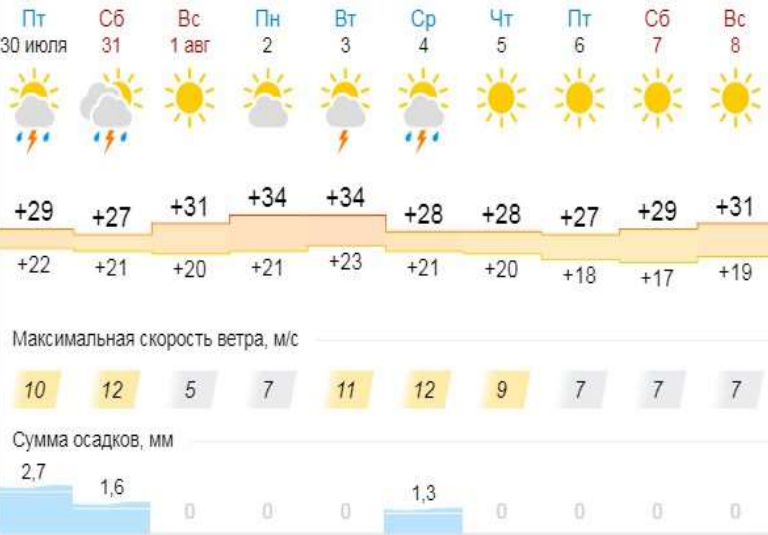 Пт Сб Вс Пн Вт Ср Чт Пт Сб Вс
30 июля 31 1 авг 2 3 4 5 6 7 8
+29 +27 +31 +34 +34 +28 +28 +27 +29 +31
+22 +21 +20 +21 +23 +21 +20 +18 +17 +19
Максимальная скорость ветра, м/с
10 12 5 7 11 12 9 7 7 7
Сумма осадков, мм
2,7 1,6 0 0 0 1,3 0 0 0 0